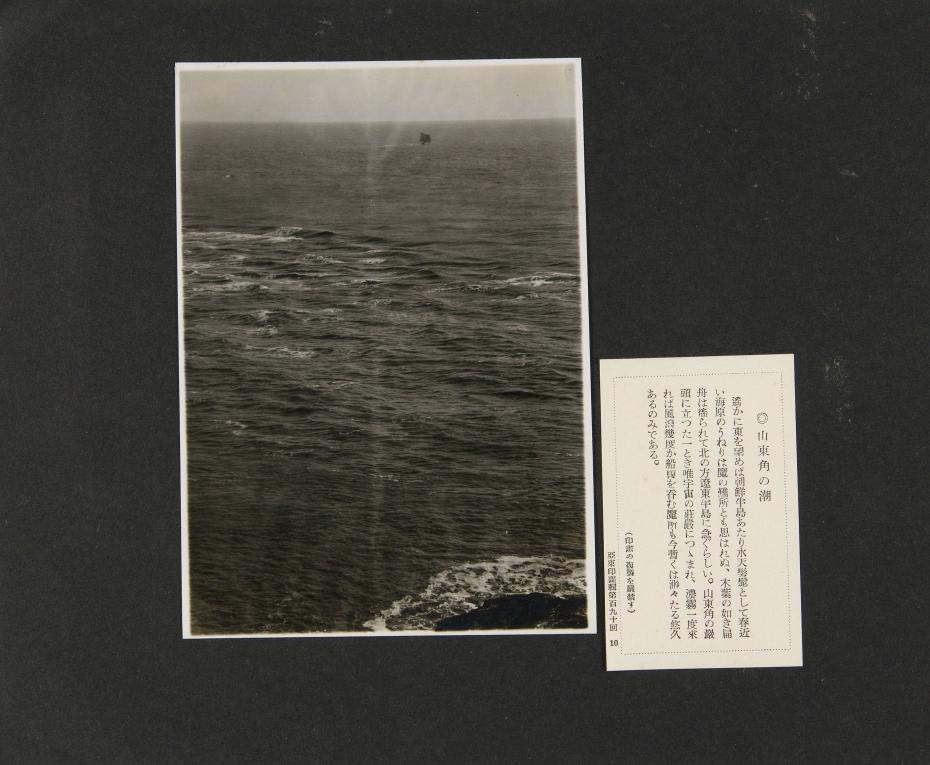 ◎山東角の潮
遙かに東を望めば朝鮮半島あたり水天髣髴として春近
い海原のうねりは魔の難所とも思はれぬ、木葉の如き扁
舟は搖られて北の方遼東半島に急ぐらしい。山東角の巖
頭に立つた一とき唯宇宙の莊嚴につゝまれ、濃霧一度來
れば風浪幾度か船腹を呑む魔所も今暫くは渺々たる悠久
あるのみである。
(印畫の複製を嚴禁す)
亞東印畫輯第百九十回 10